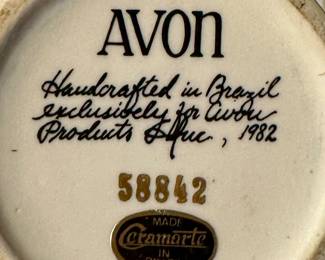 AVON
Handcrafted in Brazil
exclusively for Avon
Products Inc, 1982
58842
MADE
Ceramarte
IN